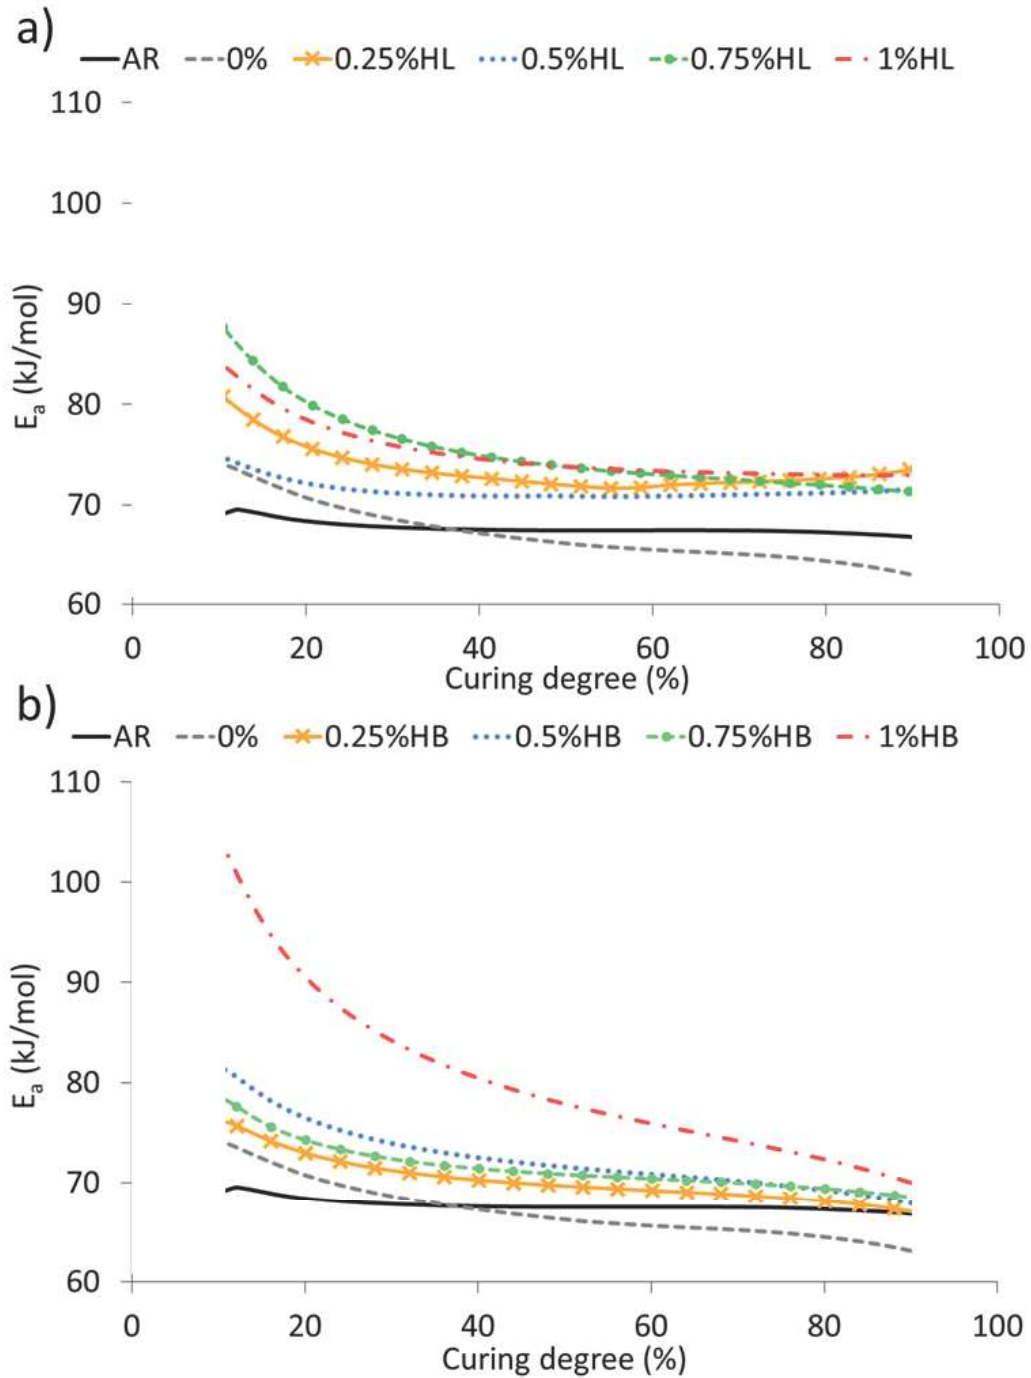 a)
AR 0% 0.25%HL 0.5%HL 0.75%HL 1%HL
110
100
90
80
70
60
Ea (kJ/mol)
0 20 40 60 80 100
Curing degree (%)
b)
AR 0% 0.25%HB 0.5%HB 0.75%HB 1%HB
110
100
90
80
70
60
Ea (kJ/mol)
0 20 40 60 80 100
Curing degree (%)